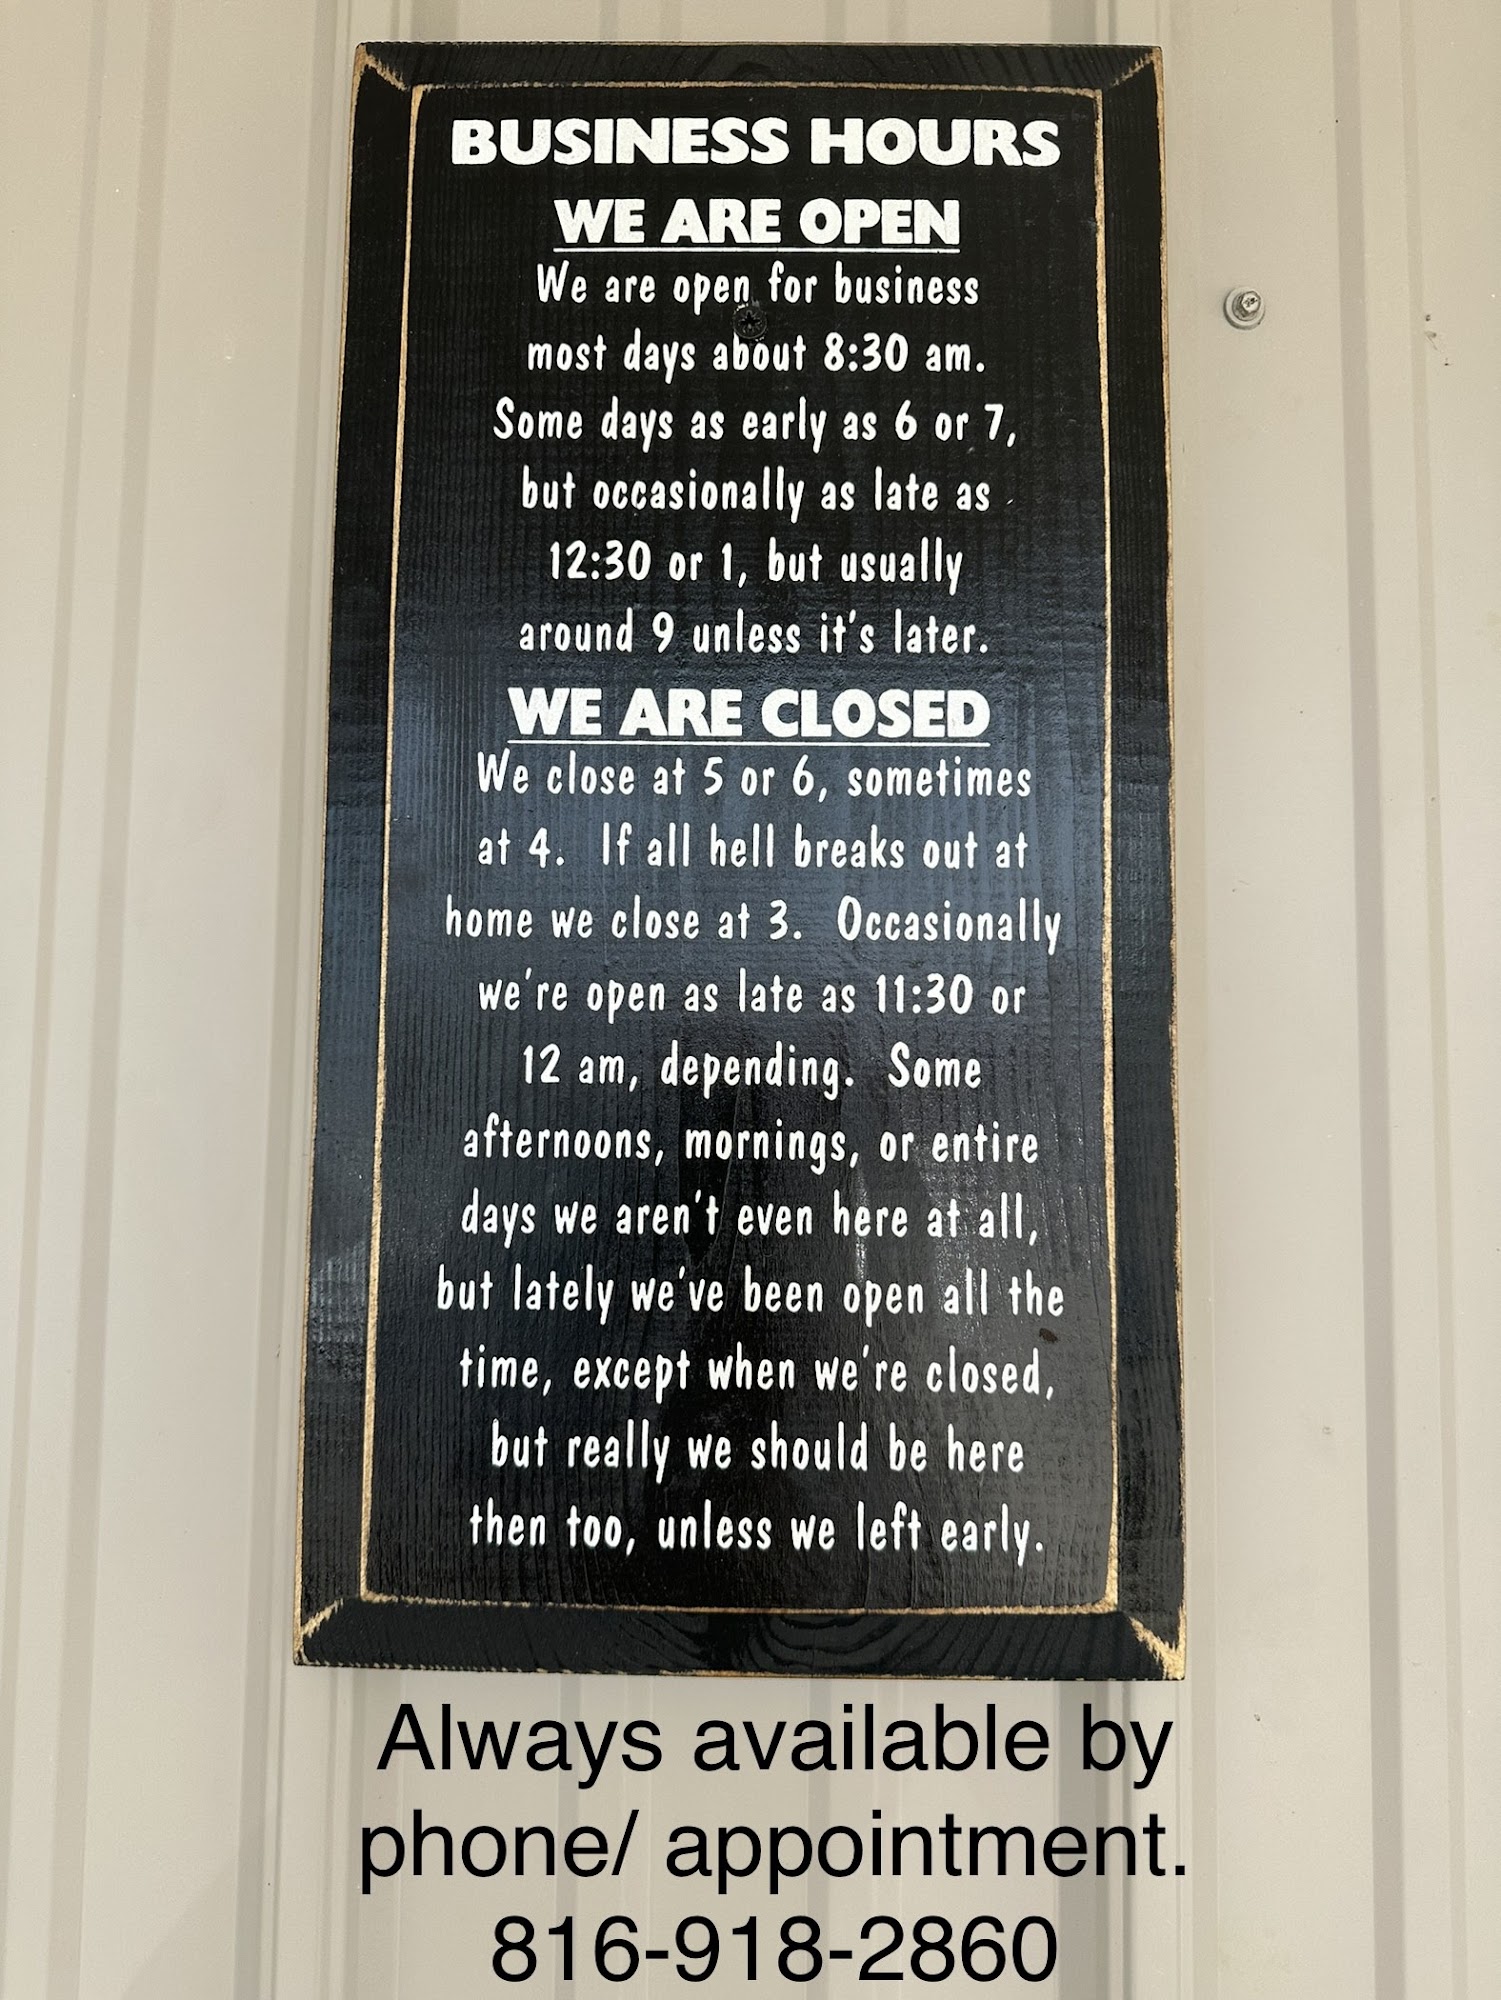 BUSINESS HOURS
WE ARE OPEN
We are open for business
most days about 8:30 am.
Some days as early as 6 or 7,
but occasionally as late as
12:30 or 1, but usually
around 9 unless it's later.
WE ARE CLOSED
We close at 5 or 6, sometimes
at 4. If all hell breaks out at
home we close at 3. Occasionally
we're open as late as 11:30 or
12 am, depending. Some
afternoons, mornings, or entire
days we aren't even here at all,
but lately we've been open all the
time, except when we're closed,
but really we should be here
then too, unless we left early.
Always available by
phone/ appointment.
816-918-2860